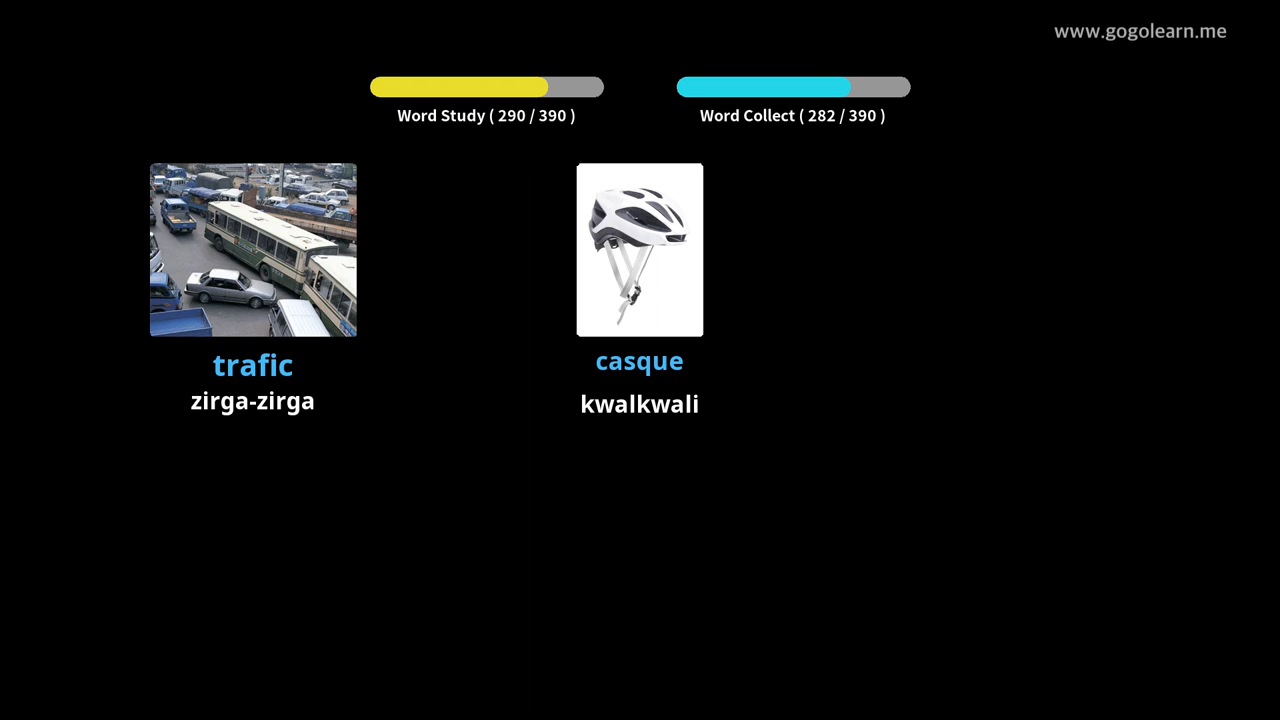 www.gogolearn.me
Word Study ( 290 / 390 )
Word Collect ( 282 / 390 )
trafic
zirga-zirga
casque
kwalkwali